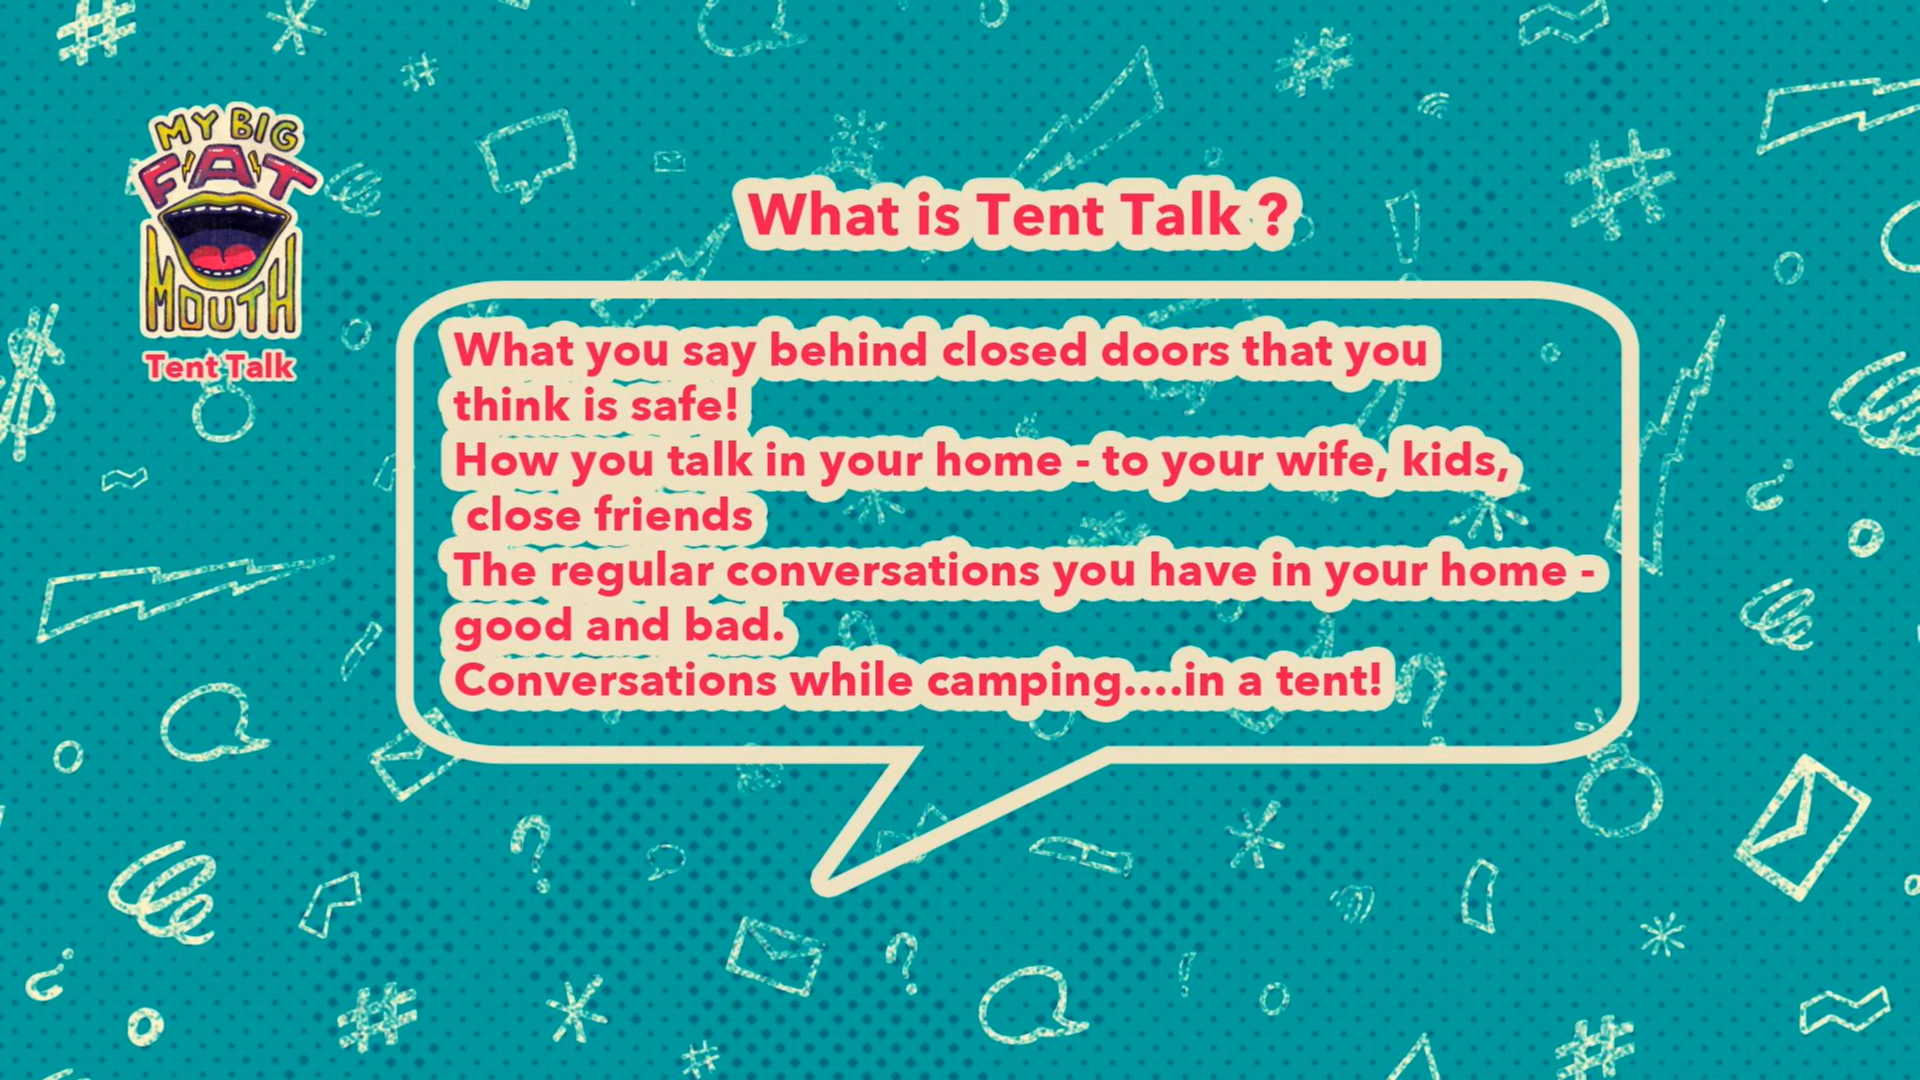 MY BIG
FAT
MOUTH
Tent Talk
What is Tent Talk ?
What you say behind closed doors that you
think is safe!
How you talk in your home - to your wife, kids,
close friends
The regular conversations you have in your home -
good and bad.
Conversations while camping....in a tent!